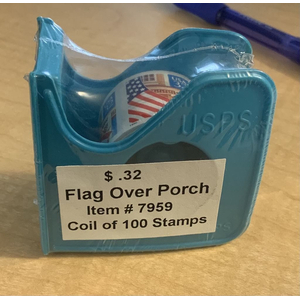 USPS
$ .32
Flag Over Porch
Item # 7959
Coil of 100 Stamps